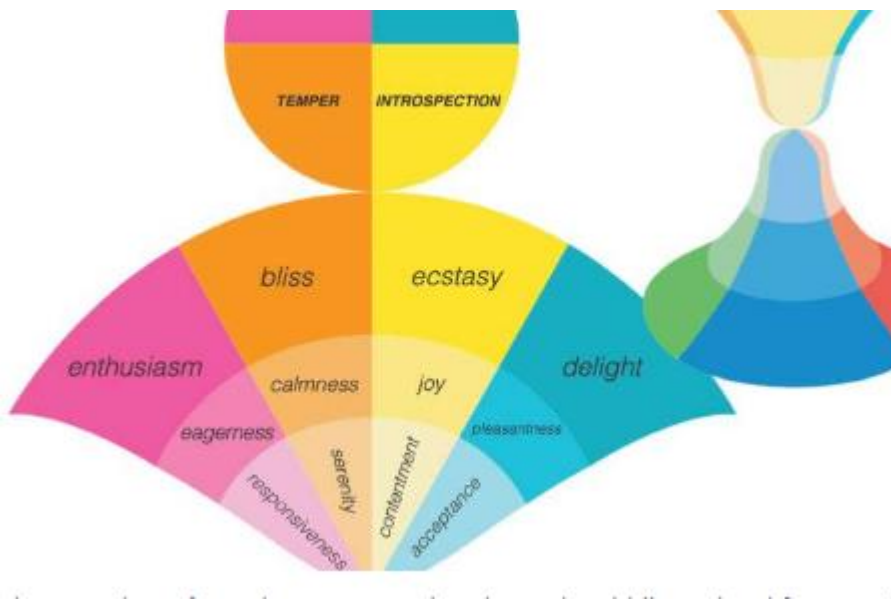 TEMPER
INTROSPECTION
bliss
ecstasy
enthusiasm
delight
calmness
joy
eagerness
pleasantness
serenity
contentment
responsiveness
acceptance